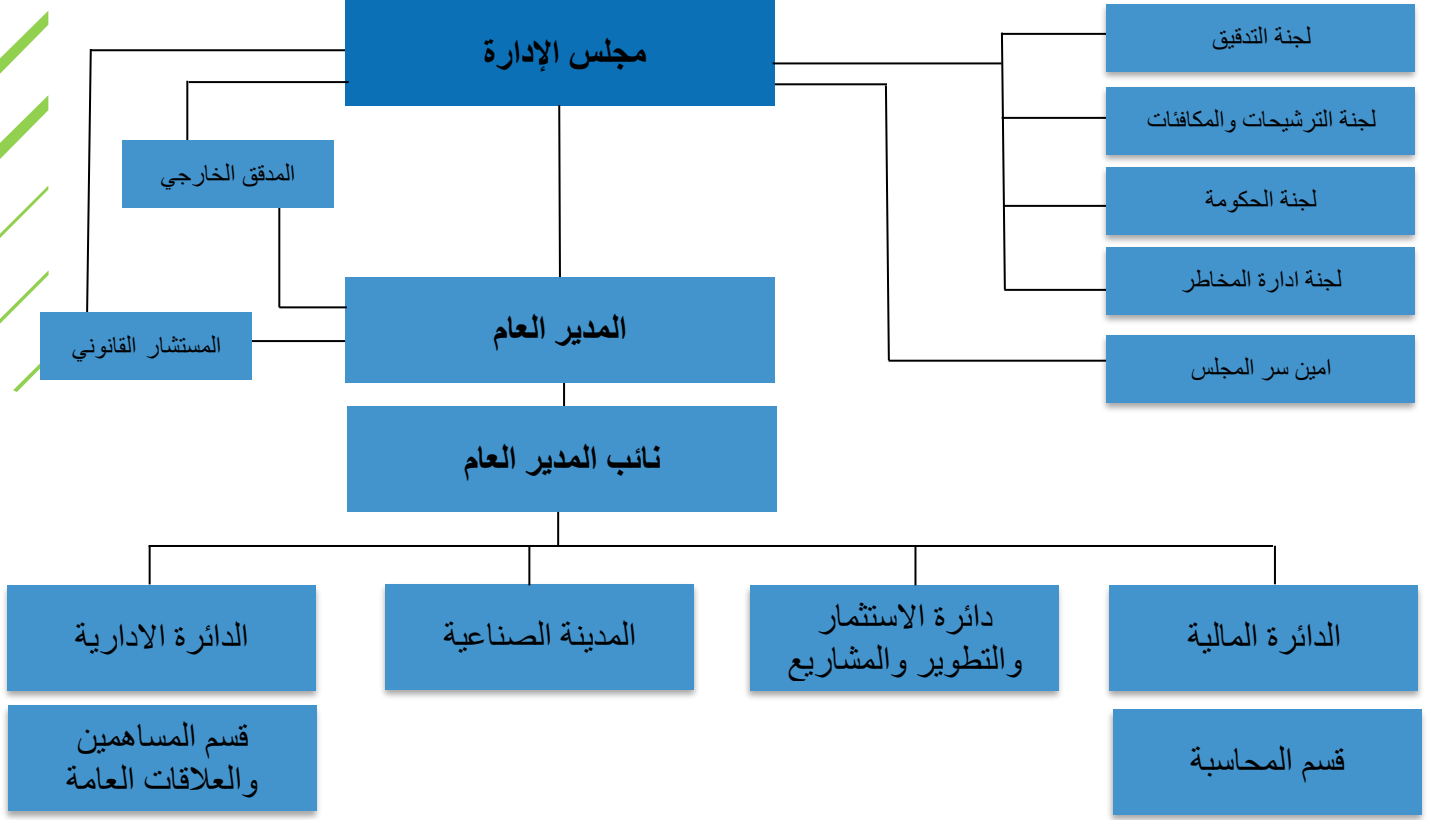 مجلس الإدارة
لجنة التدقيق
لجنة الترشيحات والمكافئات
لجنة الحكومة
لجنة ادارة المخاطر
امين سر المجلس
المدقق الخارجي
المستشار القانوني
المدير العام
نائب المدير العام
الدائرة المالية
قسم المحاسبة
دائرة الاستثمار
والتطوير والمشاريع
المدينة الصناعية
الدائرة الادارية
قسم المساهمين
والعلاقات العامة